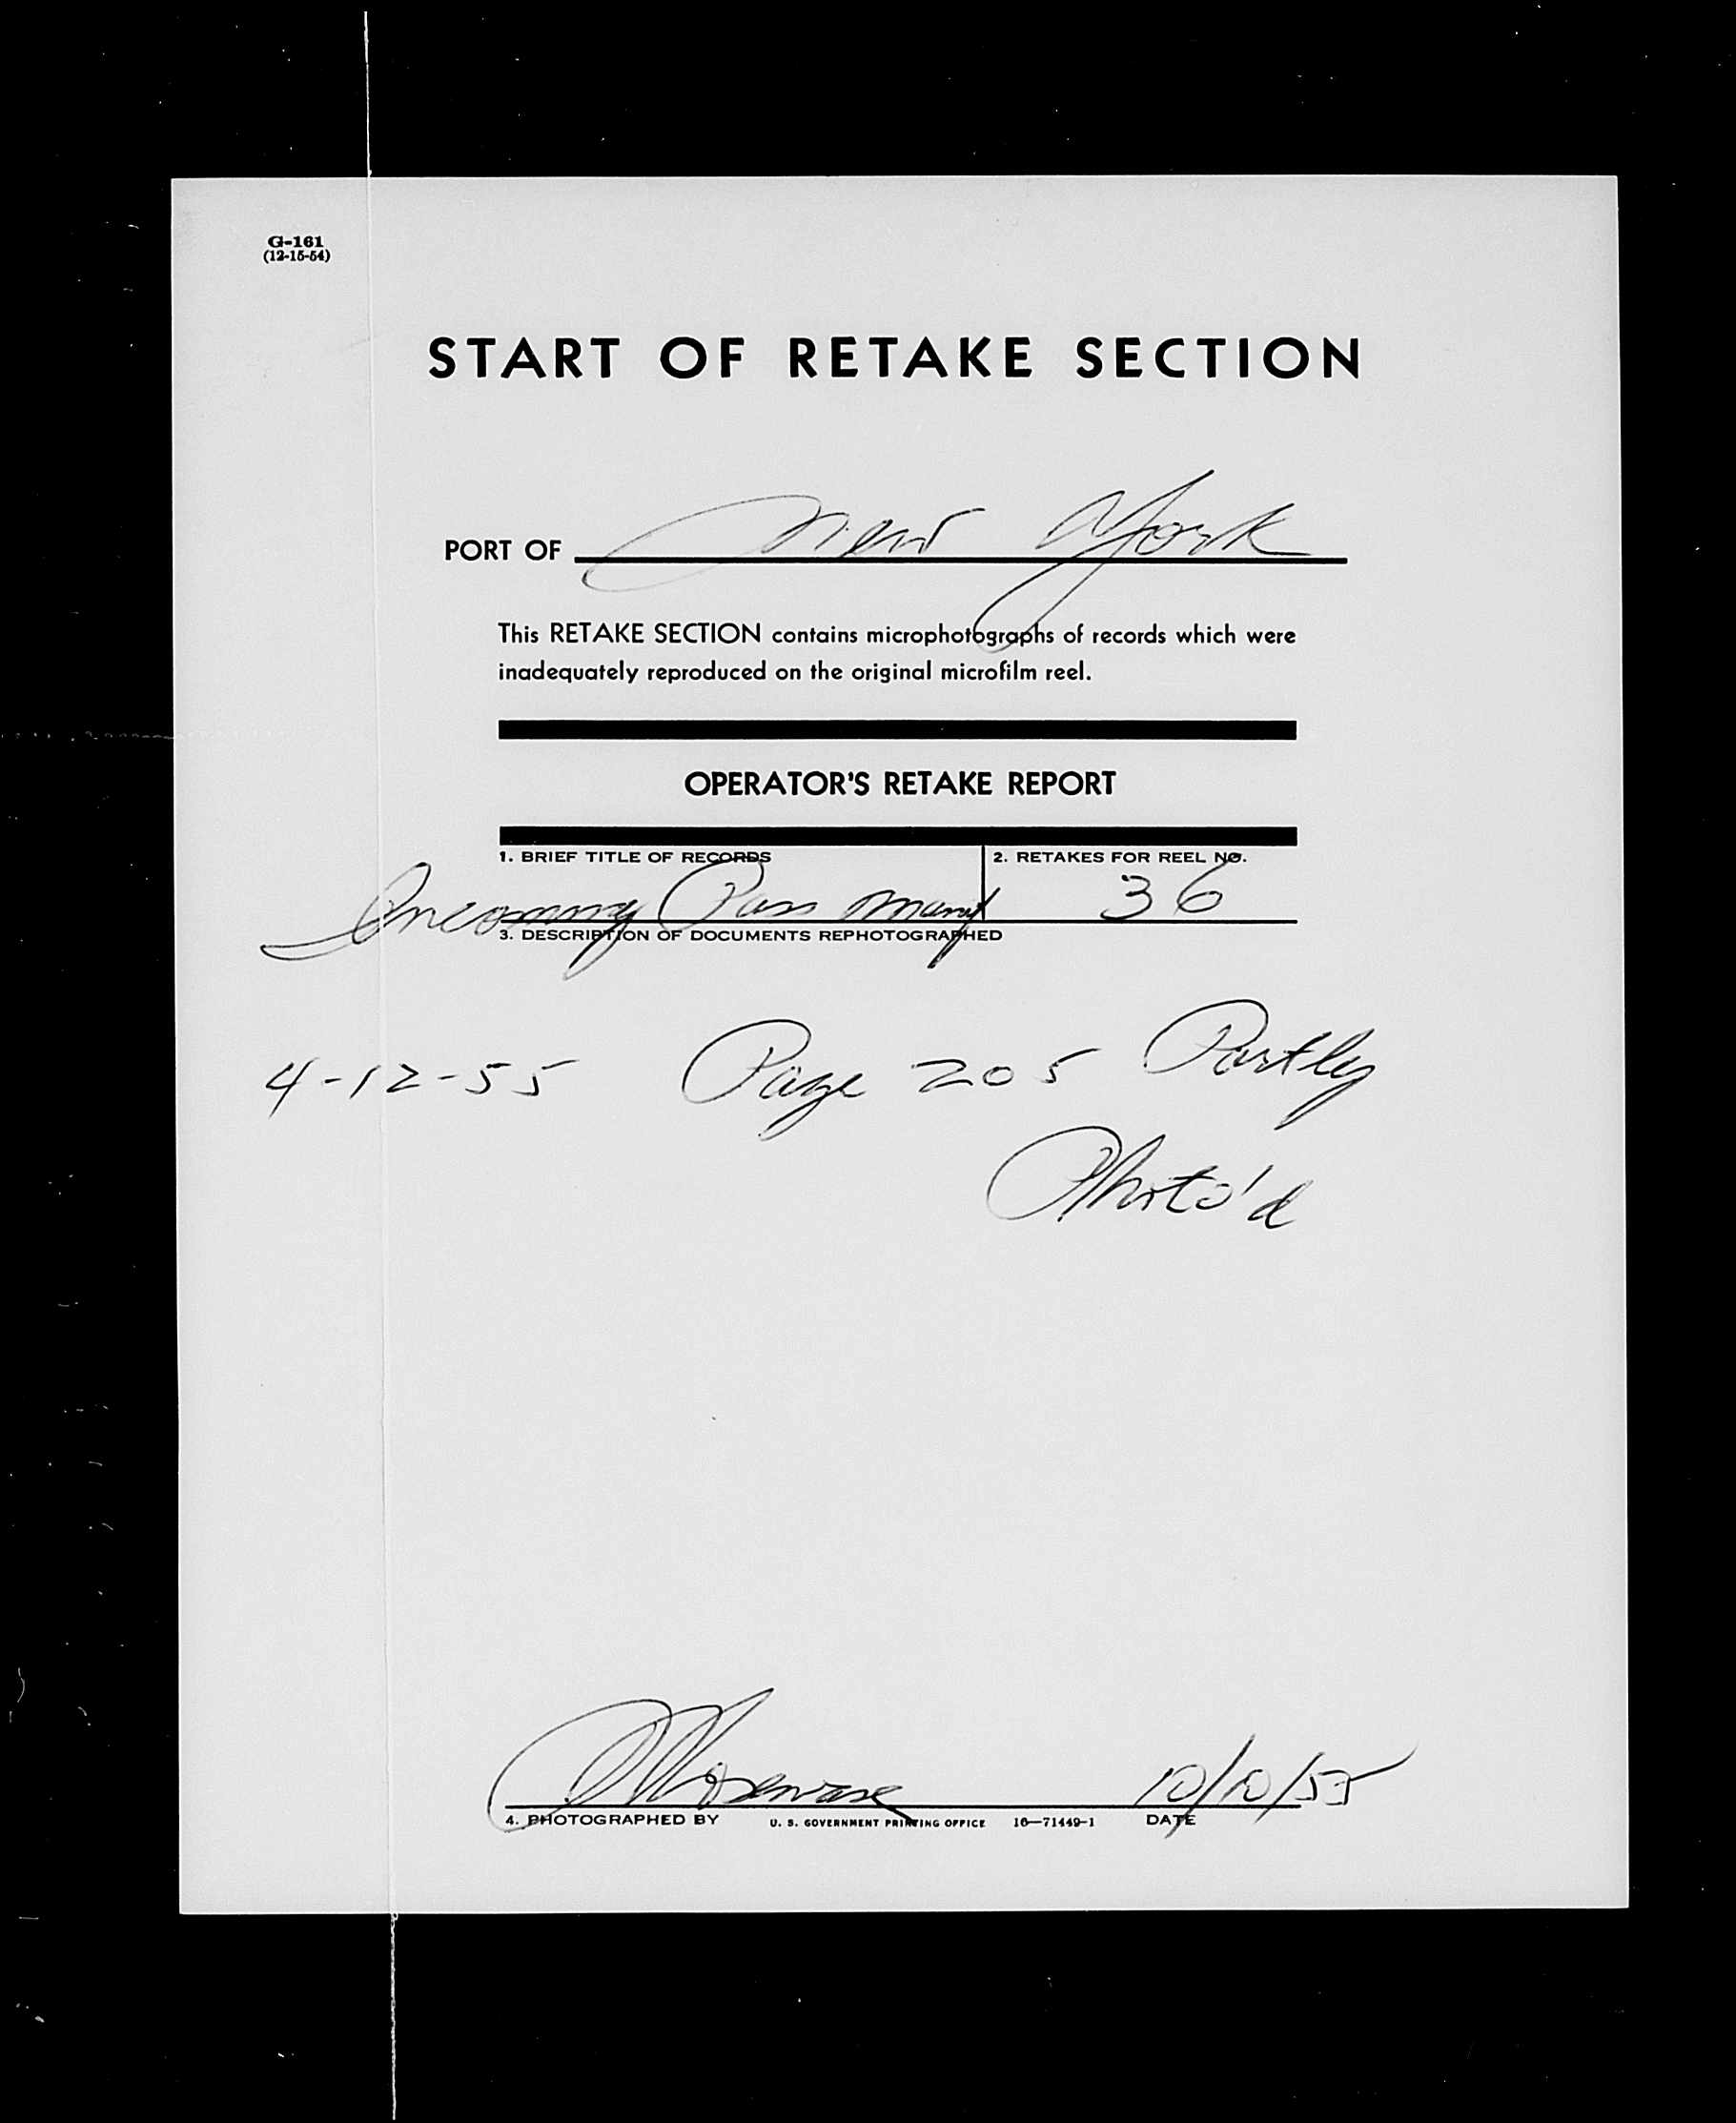 G-161
(12-15-54)
START OF RETAKE SECTION
PORT OF New York
This RETAKE SECTION contains microphotographs of records which were
inadequately reproduced on the original microfilm reel.
OPERATOR'S RETAKE REPORT
1. BRIEF TITLE OF RECORDS 2. RETAKES FOR REEL NO.
Incoming Pass Manf 36
3. DESCRIPTION OF DOCUMENTS REPHOTOGRAPHED
4-12-55 Page 205 Partly
Photo'd
10/10/55
4. PHOTOGRAPHED BY U. S. GOVERNMENT PRINTING OFFICE 16—71449-1 DATE